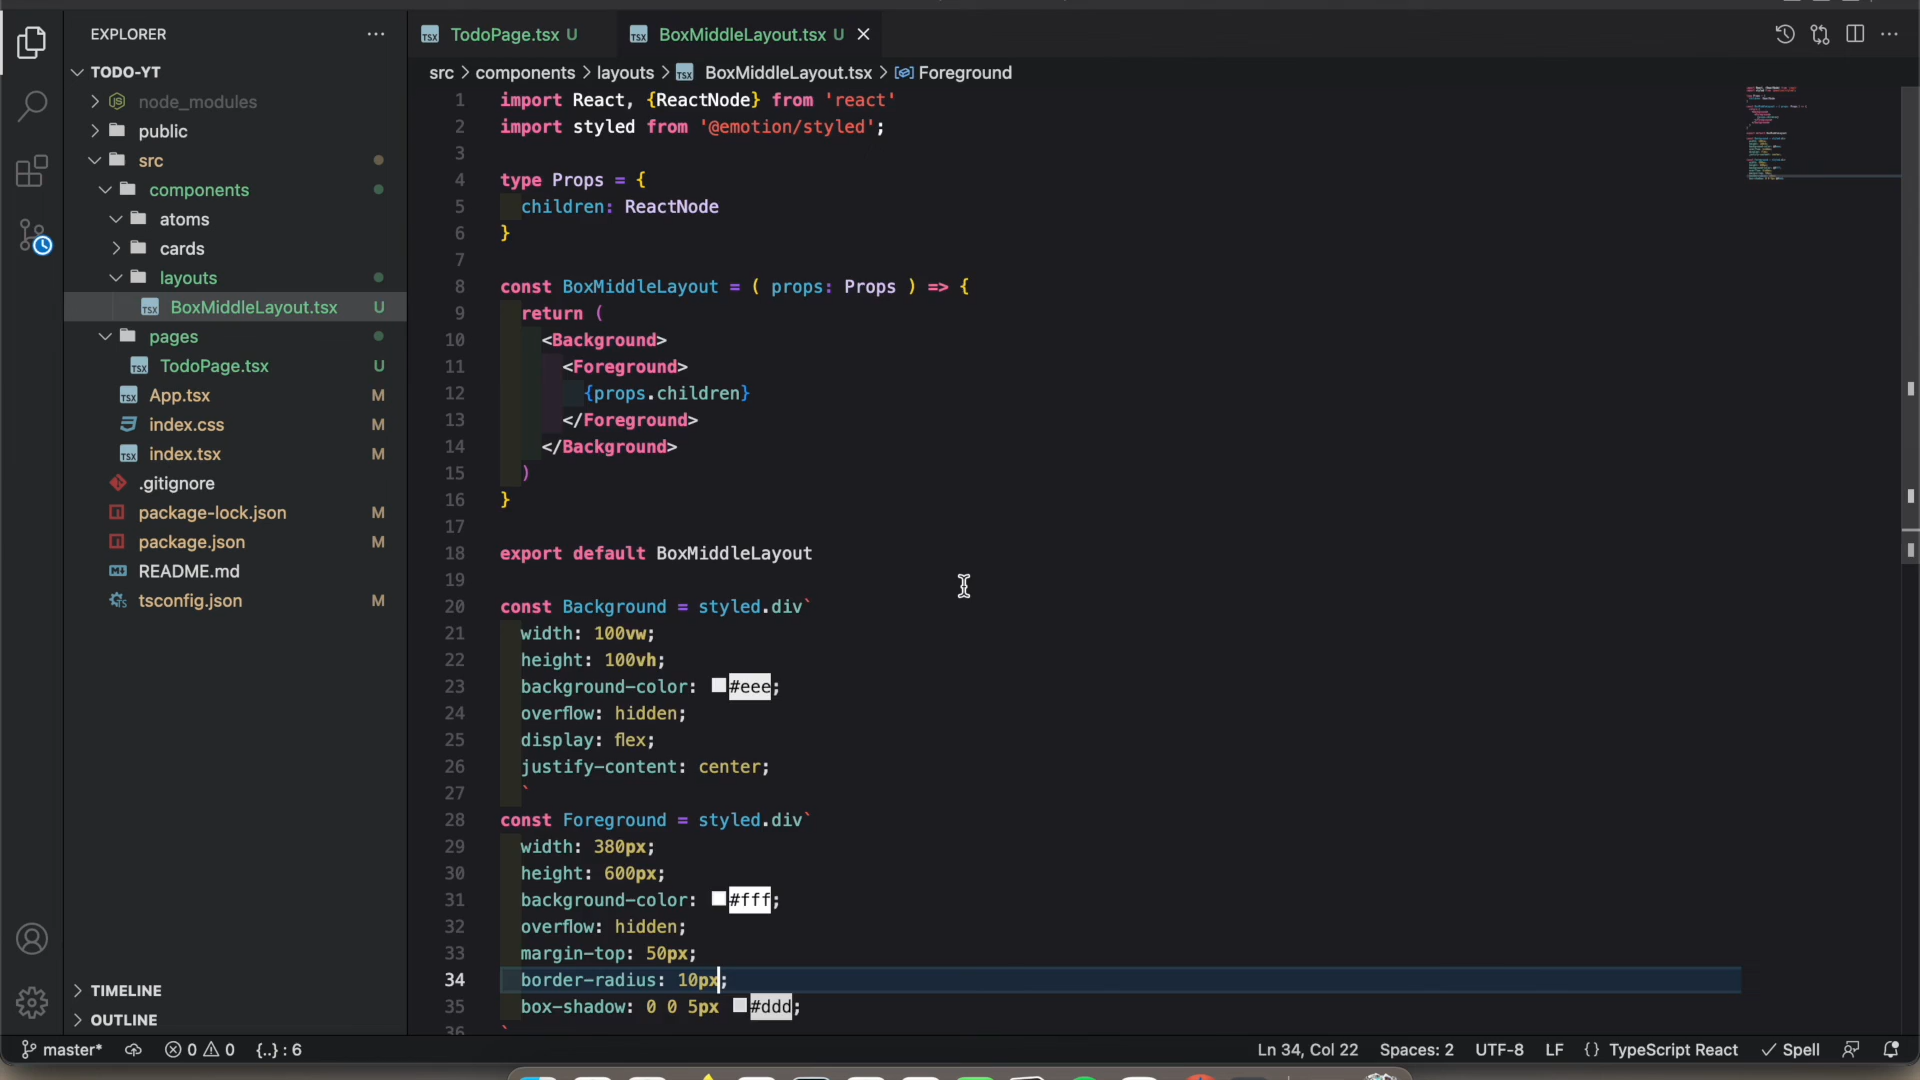 EXPLORER
TODO-YT
node_modules
public
src
components
atoms
cards
layouts
BoxMiddleLayout.tsx U
pages
TodoPage.tsx U
App.tsx M
index.css M
index.tsx M
.gitignore
package-lock.json M
package.json M
README.md
tsconfig.json M
TIMELINE
OUTLINE
TodoPage.tsx U
BoxMiddleLayout.tsx U
src > components > layouts > BoxMiddleLayout.tsx > Foreground
1 import React, {ReactNode} from 'react'
2 import styled from '@emotion/styled';
3
4 type Props = {
5 children: ReactNode
6 }
7
8 const BoxMiddleLayout = ( props: Props ) => {
9 return (
10 <Background>
11 <Foreground>
12 {props.children}
13 </Foreground>
14 </Background>
15 )
16 }
17
18 export default BoxMiddleLayout
19
20 const Background = styled.div`
21 width: 100vw;
22 height: 100vh;
23 background-color: #eee;
24 overflow: hidden;
25 display: flex;
26 justify-content: center;
27 `
28 const Foreground = styled.div`
29 width: 380px;
30 height: 600px;
31 background-color: #fff;
32 overflow: hidden;
33 margin-top: 50px;
34 border-radius: 10px;
35 box-shadow: 0 0 5px #ddd;
36 `
master* 0 0 {..} : 6 Ln 34, Col 22 Spaces: 2 UTF-8 LF {} TypeScript React Spell